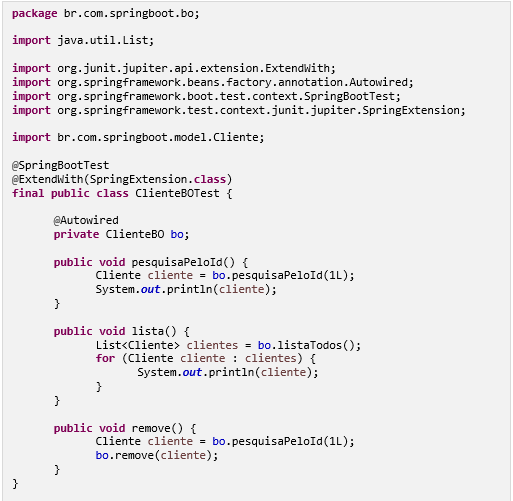 package br.com.springboot.bo;
import java.util.List;
import org.junit.jupiter.api.extension.ExtendWith;
import org.springframework.beans.factory.annotation.Autowired;
import org.springframework.boot.test.context.SpringBootTest;
import org.springframework.test.context.junit.jupiter.SpringExtension;
import br.com.springboot.model.Cliente;
@SpringBootTest
@ExtendWith(SpringExtension.class)
final public class ClienteBOTest {
@Autowired
private ClienteBO bo;
public void pesquisaPeloId() {
Cliente cliente = bo.pesquisaPeloId(1L);
System.out.println(cliente);
}
public void lista() {
List<Cliente> clientes = bo.listaTodos();
for (Cliente cliente : clientes) {
System.out.println(cliente);
}
}
public void remove() {
Cliente cliente = bo.pesquisaPeloId(1L);
bo.remove(cliente);
}
}